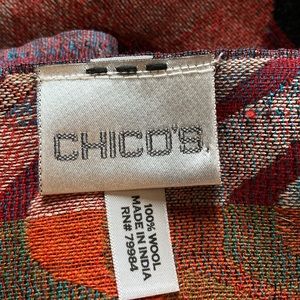 CHICO'S
100% WOOL
MADE IN INDIA
RN# 79984